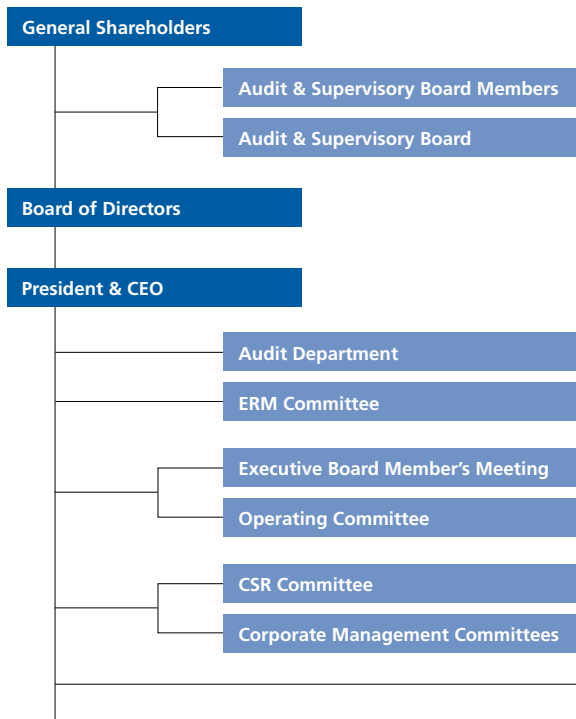 General Shareholders
Audit & Supervisory Board Members
Audit & Supervisory Board
Board of Directors
President & CEO
Audit Department
ERM Committee
Executive Board Member’s Meeting
Operating Committee
CSR Committee
Corporate Management Committees